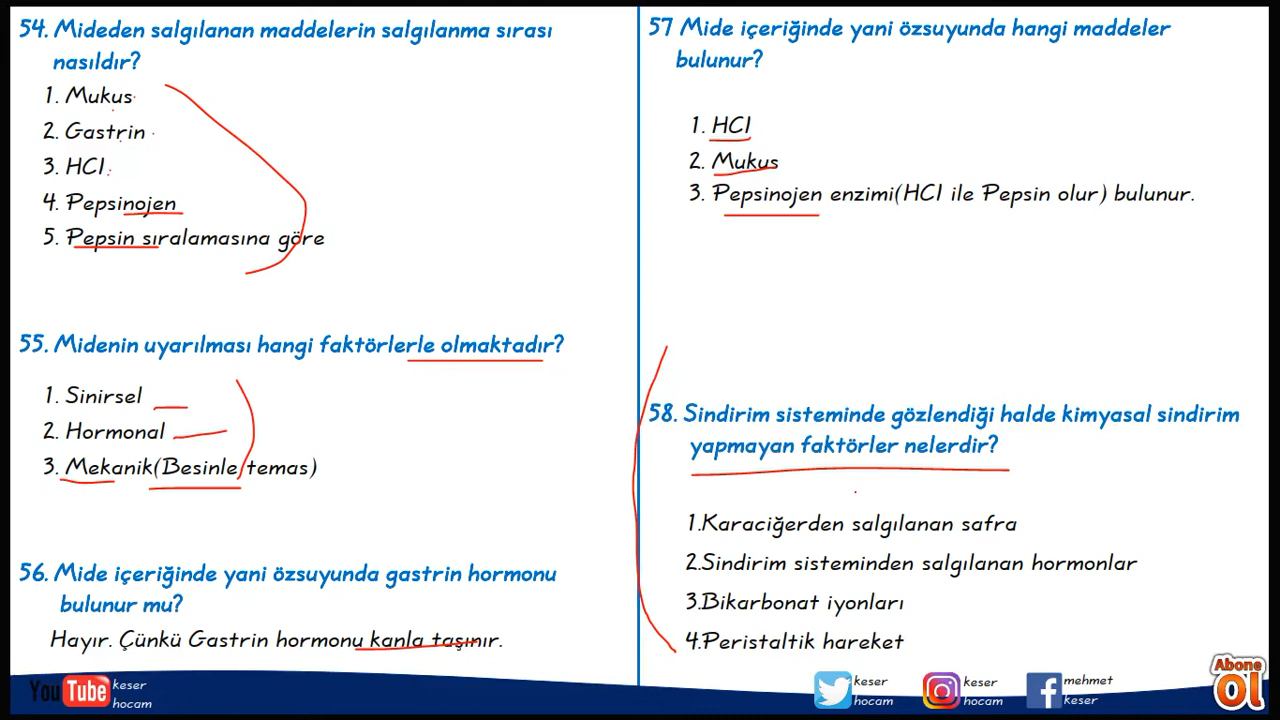 54. Mideden salgılanan maddelerin salgılanma sırası
nasıldır?
1. Mukus
2. Gastrin
3. HCI
4. Pepsinojen
5. Pepsin sıralamasına göre
55. Midenin uyarılması hangi faktörlerle olmaktadır?
1. Sinirsel
2. Hormonal
3. Mekanik(Besinle temas)
56. Mide içeriğinde yani özsuyunda gastrin hormonu
bulunur mu?
Hayır. Çünkü Gastrin hormonu kanla taşınır.
57 Mide içeriğinde yani özsuyunda hangi maddeler
bulunur?
1. HCI
2. Mukus
3. Pepsinojen enzimi(HCI ile Pepsin olur) bulunur.
58. Sindirim sisteminde gözlendiği halde kimyasal sindirim
yapmayan faktörler nelerdir?
1.Karaciğerden salgılanan safra
2.Sindirim sisteminden salgılanan hormonlar
3.Bikarbonat iyonları
4.Peristaltik hareket
You Tube keser
hocam
keser
hocam
keser
hocam
mehmet
keser
Abone
Ol